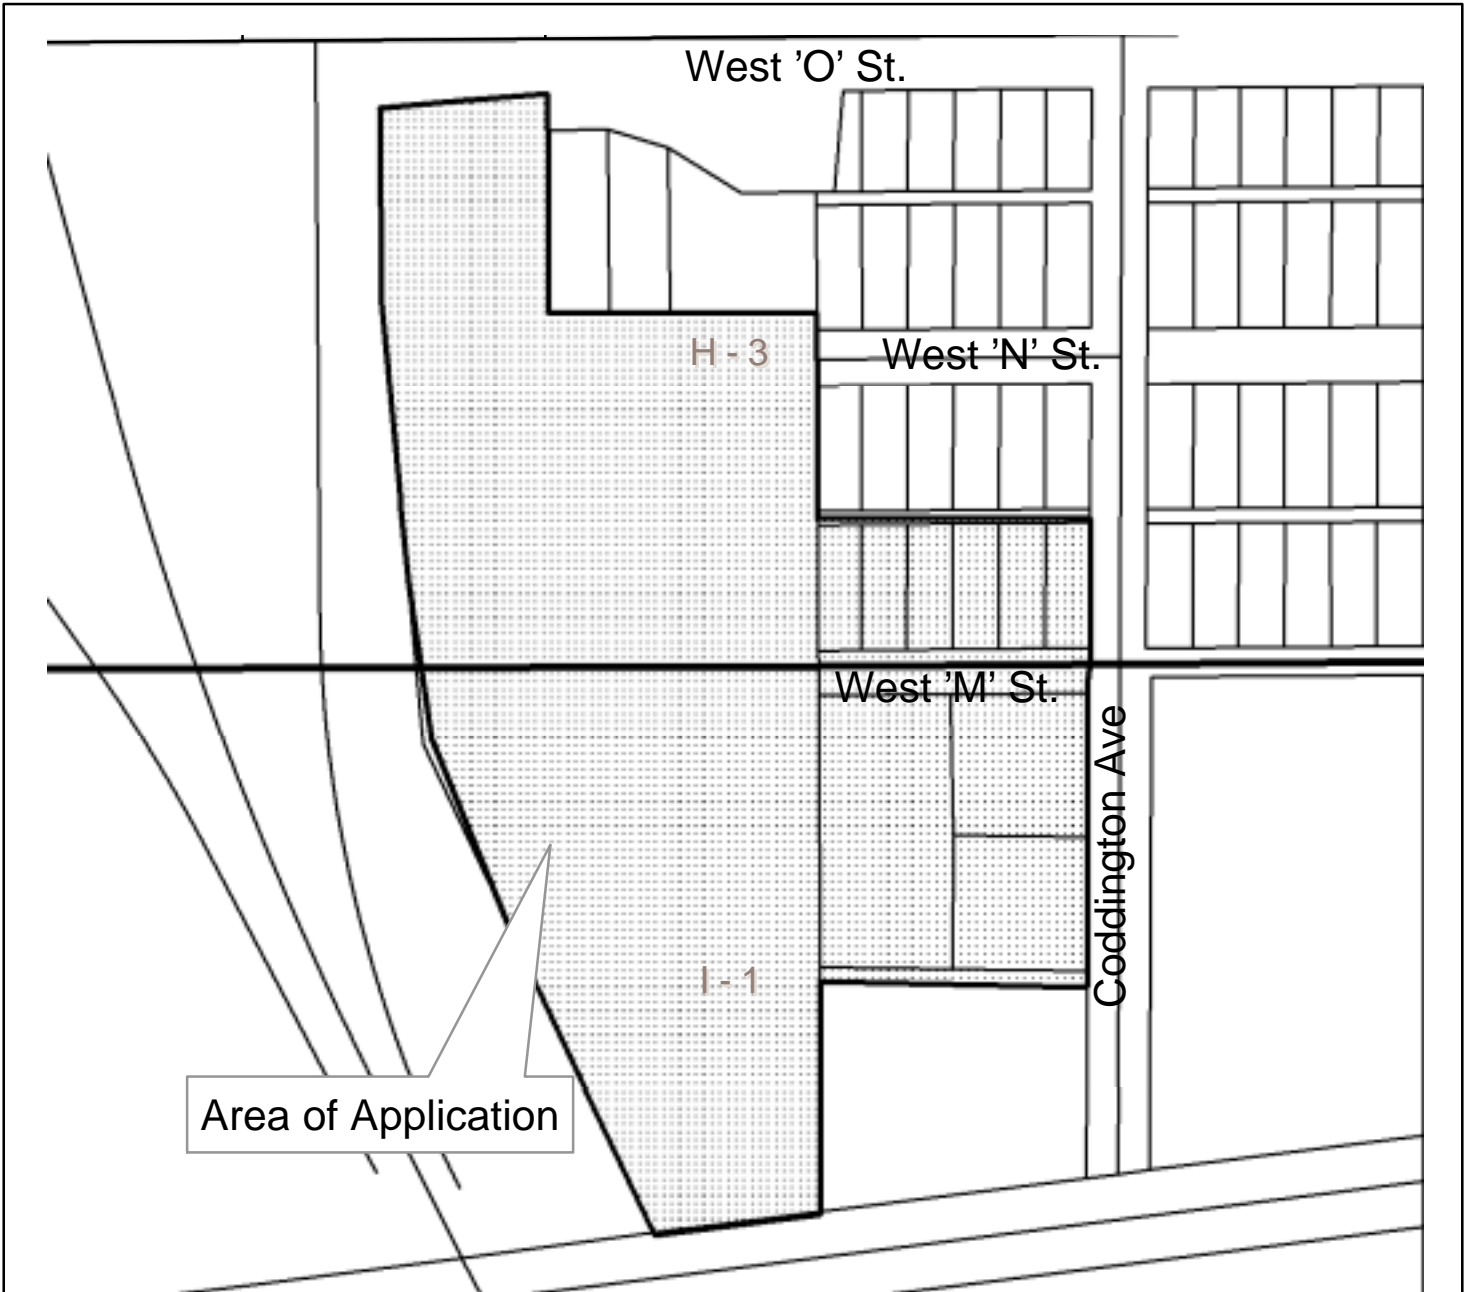 West 'O' St.
H - 3
West 'N' St.
West 'M' St.
Coddington Ave
I - 1
Area of Application